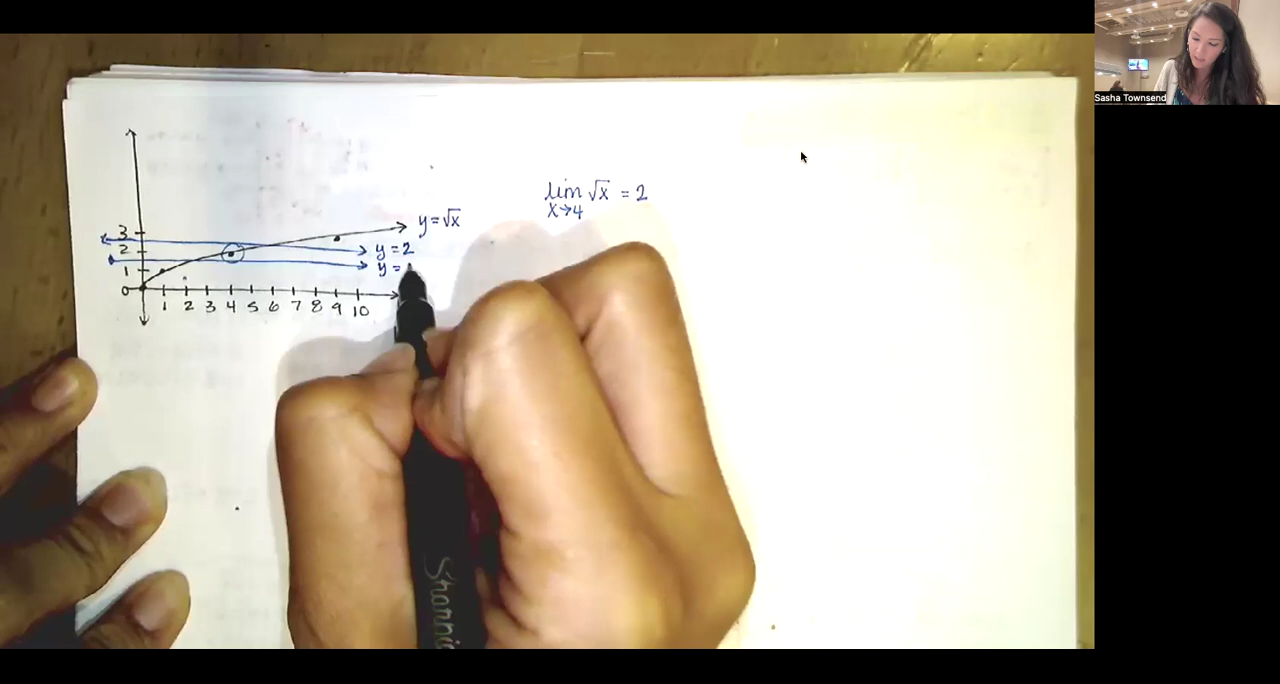 Sasha Townsend
lim √x = 2
x→4
y=√x
3
2
1
0
y = 2
y =
1 2 3 4 5 6 7 8 9 10